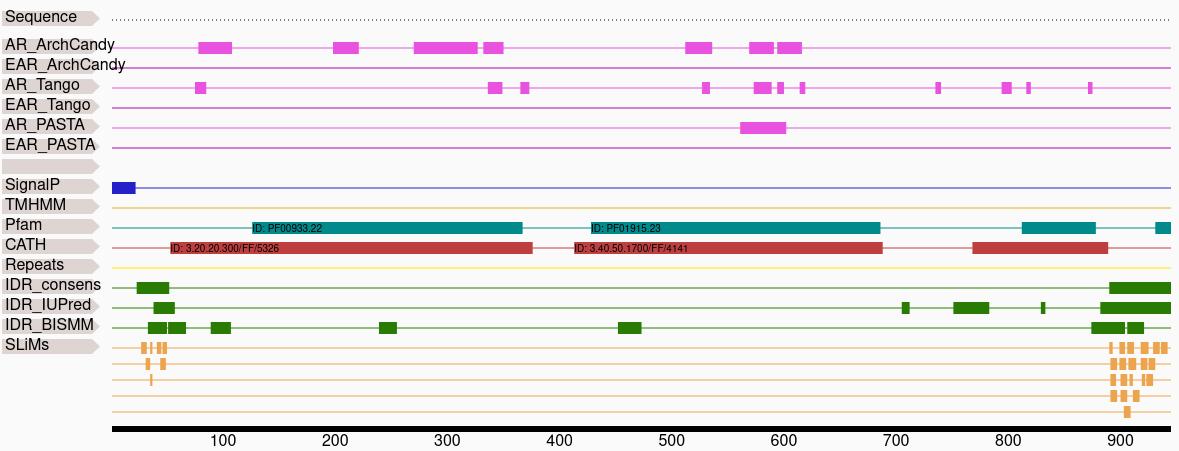 Sequence
AR_ArchCandy
EAR_ArchCandy
AR_Tango
EAR_Tango
AR_PASTA
EAR_PASTA
SignalP
TMHMM
Pfam ID: PF00933.22 ID: PF01915.23
CATH ID: 3.20.20.300/FF/5326 ID: 3.40.50.1700/FF/4141
Repeats
IDR_consens
IDR_IUPred
IDR_BISMM
SLiMs
100 200 300 400 500 600 700 800 900